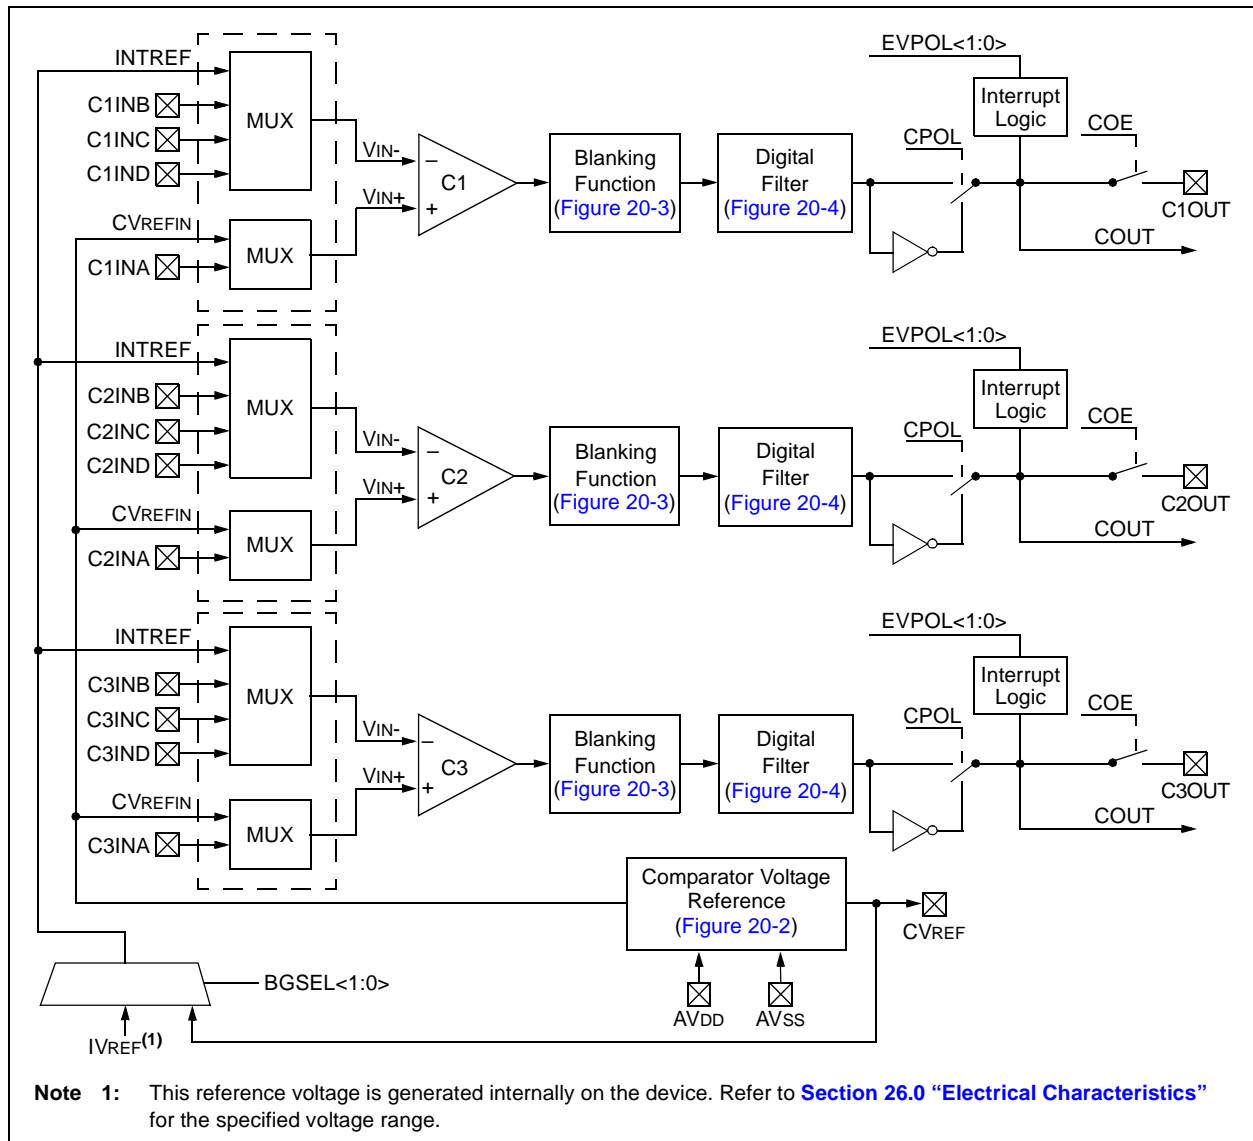 INTREF
C1INB
C1INC
C1IND
MUX
VIN-
CVREFIN
C1INA
MUX
VIN+
–
C1
+
Blanking
Function
(Figure 20-3)
Digital
Filter
(Figure 20-4)
CPOL
EVPOL<1:0>
Interrupt
Logic
COE
C1OUT
COUT
INTREF
C2INB
C2INC
C2IND
MUX
VIN-
CVREFIN
C2INA
MUX
VIN+
–
C2
+
Blanking
Function
(Figure 20-3)
Digital
Filter
(Figure 20-4)
CPOL
EVPOL<1:0>
Interrupt
Logic
COE
C2OUT
COUT
INTREF
C3INB
C3INC
C3IND
MUX
VIN-
CVREFIN
C3INA
MUX
VIN+
–
C3
+
Blanking
Function
(Figure 20-3)
Digital
Filter
(Figure 20-4)
CPOL
EVPOL<1:0>
Interrupt
Logic
COE
C3OUT
COUT
Comparator Voltage
Reference
(Figure 20-2)
CVREF
AVDD
AVSS
BGSEL<1:0>
IVREF(1)
Note 1: This reference voltage is generated internally on the device. Refer to Section 26.0 “Electrical Characteristics”
for the specified voltage range.